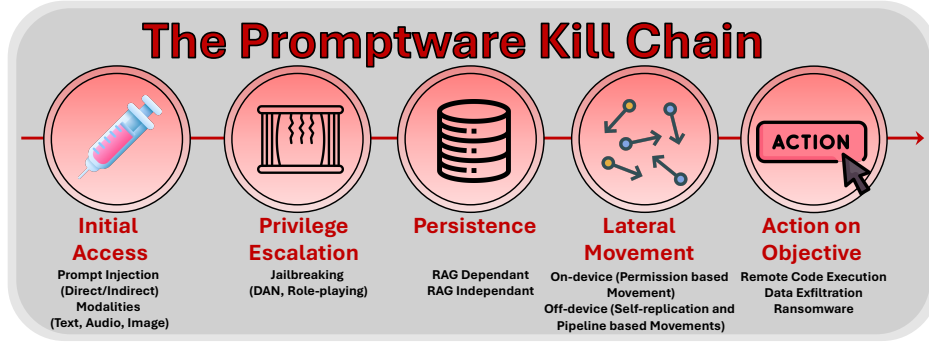 The Promptware Kill Chain
ACTION
Initial
Access
Prompt Injection
(Direct/Indirect)
Modalities
(Text, Audio, Image)
Privilege
Escalation
Jailbreaking
(DAN, Role-playing)
Persistence
RAG Dependant
RAG Independant
Lateral
Movement
On-device (Permission based
Movement)
Off-device (Self-replication and
Pipeline based Movements)
Action on
Objective
Remote Code Execution
Data Exfiltration
Ransomware